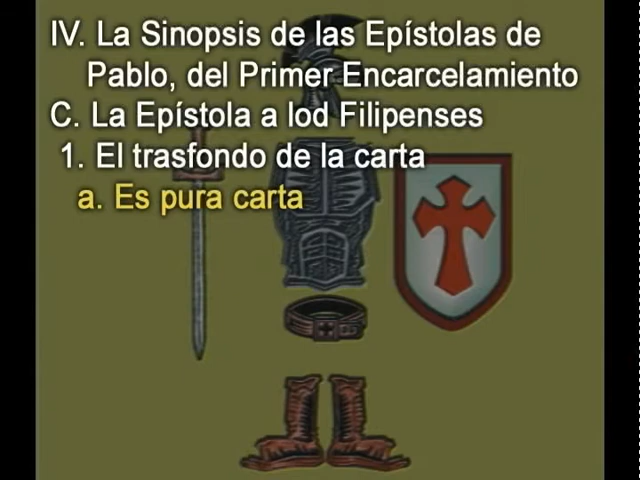 IV. La Sinopsis de las Epístolas de
Pablo, del Primer Encarcelamiento
C. La Epístola a lod Filipenses
1. El trasfondo de la carta
a. Es pura carta